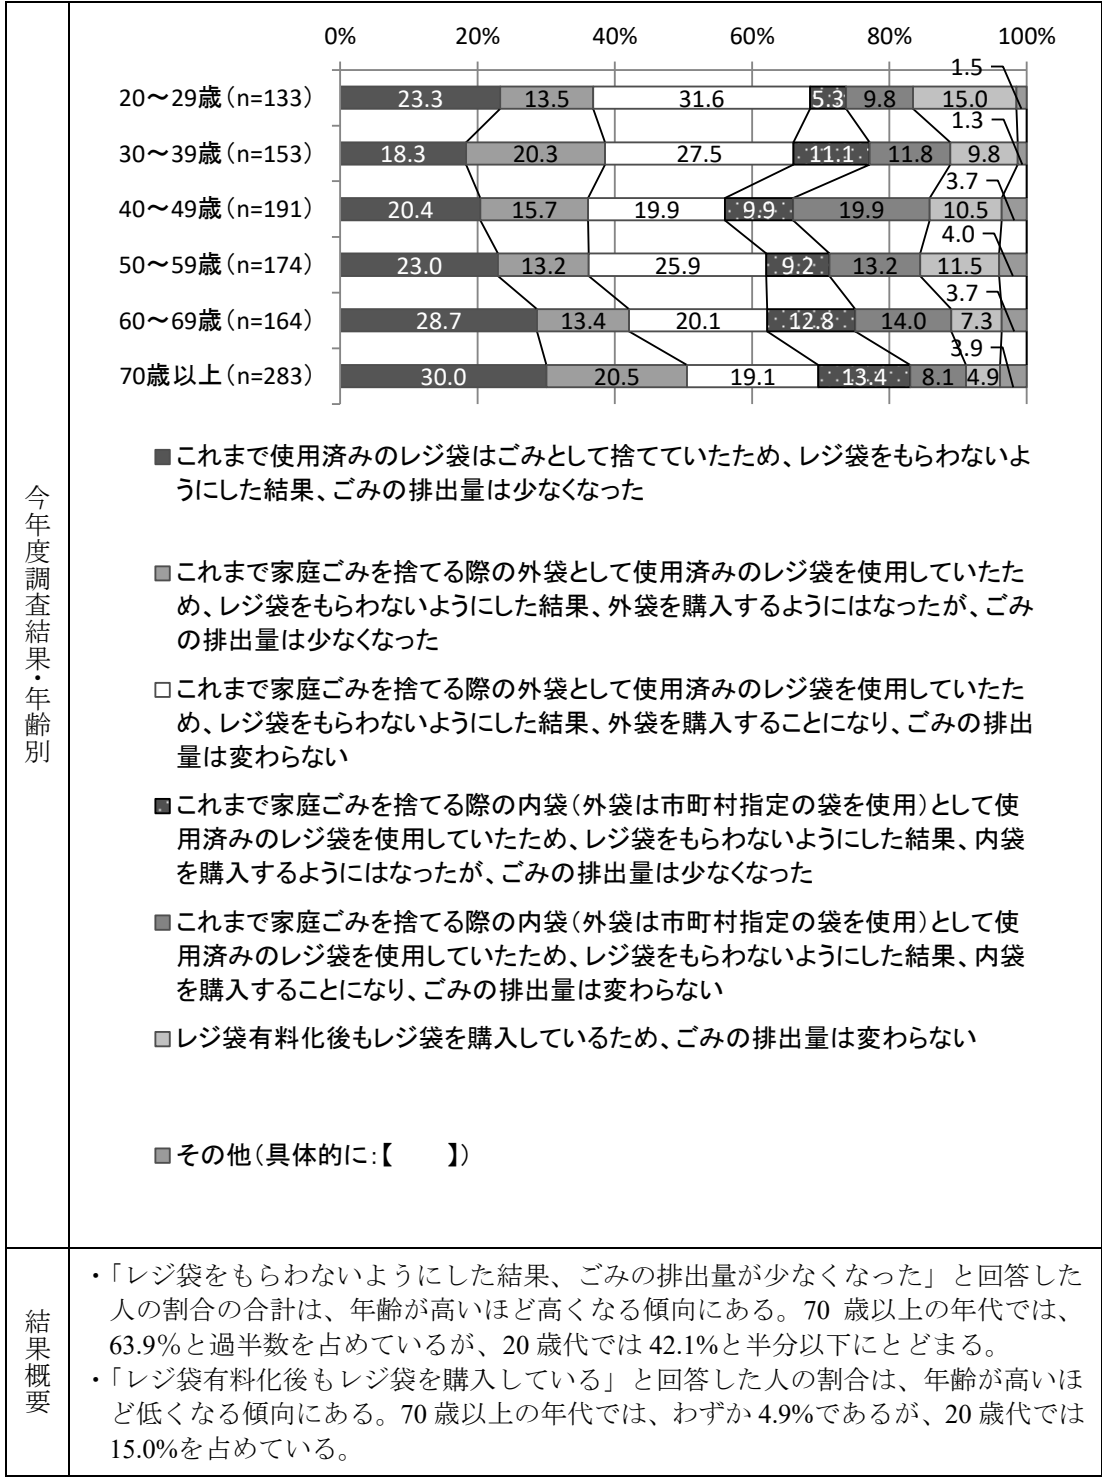 0% 20% 40% 60% 80% 100%
1.5
20～29歳(n=133) 23.3 13.5 31.6 5.3 9.8 15.0
1.3
30～39歳(n=153) 18.3 20.3 27.5 11.1 11.8 9.8
3.7
40～49歳(n=191) 20.4 15.7 19.9 9.9 19.9 10.5
4.0
50～59歳(n=174) 23.0 13.2 25.9 9.2 13.2 11.5
3.7
60～69歳(n=164) 28.7 13.4 20.1 12.8 14.0 7.3
3.9
70歳以上(n=283) 30.0 20.5 19.1 13.4 8.1 4.9
今年度調査結果・年齢別
これまで使用済みのレジ袋はごみとして捨てていたため、レジ袋をもらわないよ
うにした結果、ごみの排出量は少なくなった
これまで家庭ごみを捨てる際の外袋として使用済みのレジ袋を使用していたた
め、レジ袋をもらわないようにした結果、外袋を購入するようにはなったが、ごみ
の排出量は少なくなった
これまで家庭ごみを捨てる際の外袋として使用済みのレジ袋を使用していたた
め、レジ袋をもらわないようにした結果、外袋を購入することになり、ごみの排出
量は変わらない
これまで家庭ごみを捨てる際の内袋(外袋は市町村指定の袋を使用)として使
用済みのレジ袋を使用していたため、レジ袋をもらわないようにした結果、内袋
を購入するようにはなったが、ごみの排出量は少なくなった
これまで家庭ごみを捨てる際の内袋(外袋は市町村指定の袋を使用)として使
用済みのレジ袋を使用していたため、レジ袋をもらわないようにした結果、内袋
を購入することになり、ごみの排出量は変わらない
レジ袋有料化後もレジ袋を購入しているため、ごみの排出量は変わらない
その他(具体的に:【　　】)
結果概要
・「レジ袋をもらわないようにした結果、ごみの排出量が少なくなった」と回答した
人の割合の合計は、年齢が高いほど高くなる傾向にある。70 歳以上の年代では、
63.9%と過半数を占めているが、20 歳代では 42.1%と半分以下にとどまる。
・「レジ袋有料化後もレジ袋を購入している」と回答した人の割合は、年齢が高いほ
ど低くなる傾向にある。70 歳以上の年代では、わずか 4.9%であるが、20 歳代では
15.0%を占めている。